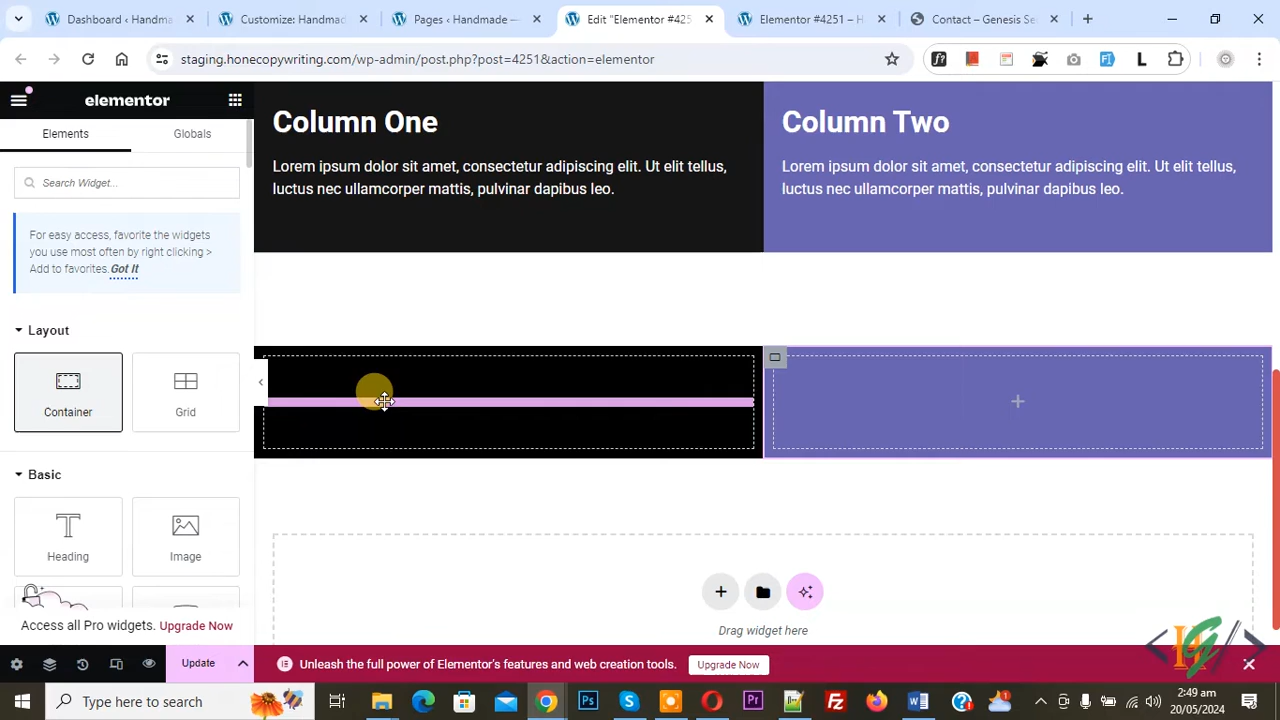 Dashboard ‹ Handma
Customize: Handmad
Pages ‹ Handmade —
Edit "Elementor #425
Elementor #4251 – H
Contact – Genesis Se
staging.homeecdywriting.com/wp-admin/post.php?post=4251&action=elementor
elementor
Elements
Globals
Search Widget...
For easy access, favorite the widgets
you use most often by right clicking >
Add to favorites. Got It
Layout
Container
Grid
Basic
Heading
Image
Access all Pro widgets. Upgrade Now
Update
Column One
Lorem ipsum dolor sit amet, consectetur adipiscing elit. Ut elit tellus,
luctus nec ullamcorper mattis, pulvinar dapibus leo.
Column Two
Lorem ipsum dolor sit amet, consectetur adipiscing elit. Ut elit tellus,
luctus nec ullamcorper mattis, pulvinar dapibus leo.
Drag widget here
Unleash the full power of Elementor's features and web creation tools.
Upgrade Now
Type here to search
2:49 am
20/05/2024